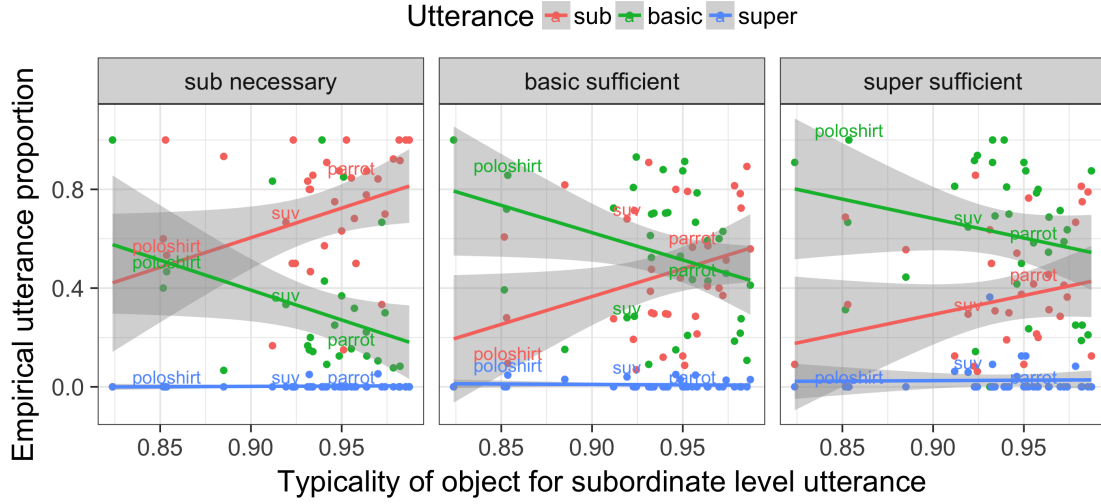 Utterance a sub a basic a super
sub necessary
basic sufficient
super sufficient
Empirical utterance proportion
0.8
0.4
0.0
poloshirt
poloshirt
suv
suv
parrot
parrot
poloshirt
suv
parrot
poloshirt
suv
parrot
parrot
suv
poloshirt
poloshirt
suv
parrot
poloshirt
suv
parrot
parrot
suv
poloshirt
suv
parrot
0.85
0.90
0.95
0.85
0.90
0.95
0.85
0.90
0.95
Typicality of object for subordinate level utterance